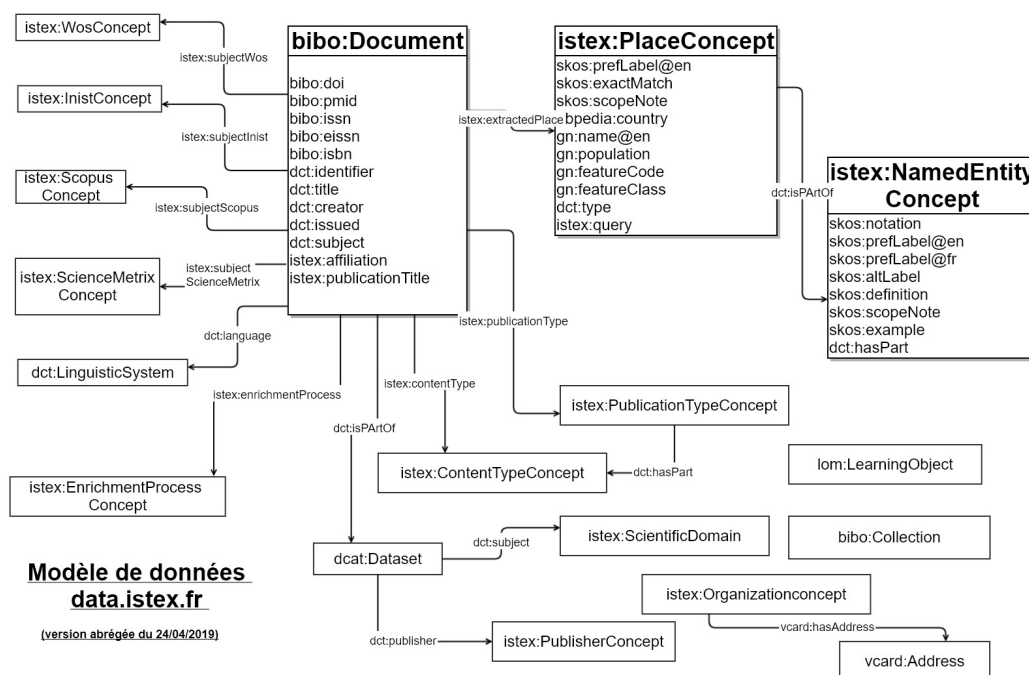 istex:WosConcept
istex:subjectWos
istex:InistConcept
istex:subjectInist
istex:Scopus
Concept
istex:subjectScopus
istex:ScienceMetrix
Concept
istex:subject
ScienceMetrix
dct:language
dct:LinguisticSystem
istex:enrichmentProcess
istex:EnrichmentProcess
Concept
bibo:Document
bibo:doi
bibo:pmid
bibo:issn
bibo:eissn
bibo:isbn
dct:identifier
dct:title
dct:creator
dct:issued
dct:subject
istex:affiliation
istex:publicationTitle
istex:extractedPlace
istex:PlaceConcept
skos:prefLabel@en
skos:exactMatch
skos:scopeNote
bpedia:country
gn:name@en
gn:population
gn:featureCode
gn:featureClass
dct:type
istex:query
dct:isPArtOf
istex:NamedEntity
Concept
skos:notation
skos:prefLabel@en
skos:prefLabel@fr
skos:altLabel
skos:definition
skos:scopeNote
skos:example
dct:hasPart
istex:publicationType
istex:contentType
dct:isPArtOf
istex:PublicationTypeConcept
dct:hasPart
istex:ContentTypeConcept
lom:LearningObject
dcat:Dataset
dct:subject
istex:ScientificDomain
bibo:Collection
dct:publisher
istex:PublisherConcept
istex:Organizationconcept
vcard:hasAddress
vcard:Address
Modèle de données
data.istex.fr
(version abrégée du 24/04/2019)